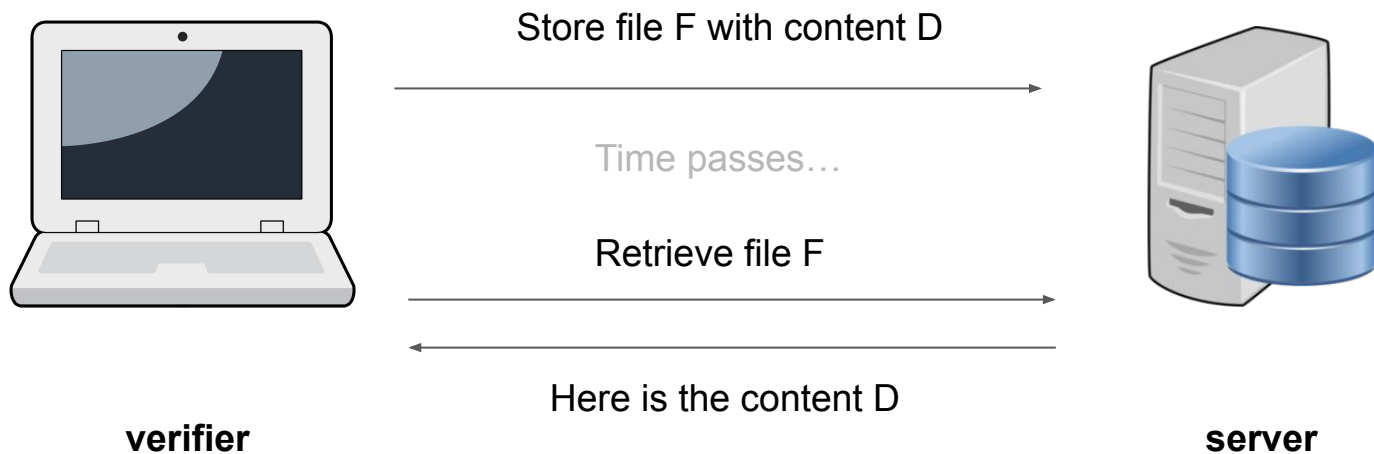 Store file F with content D
Time passes…
Retrieve file F
Here is the content D
verifier
server